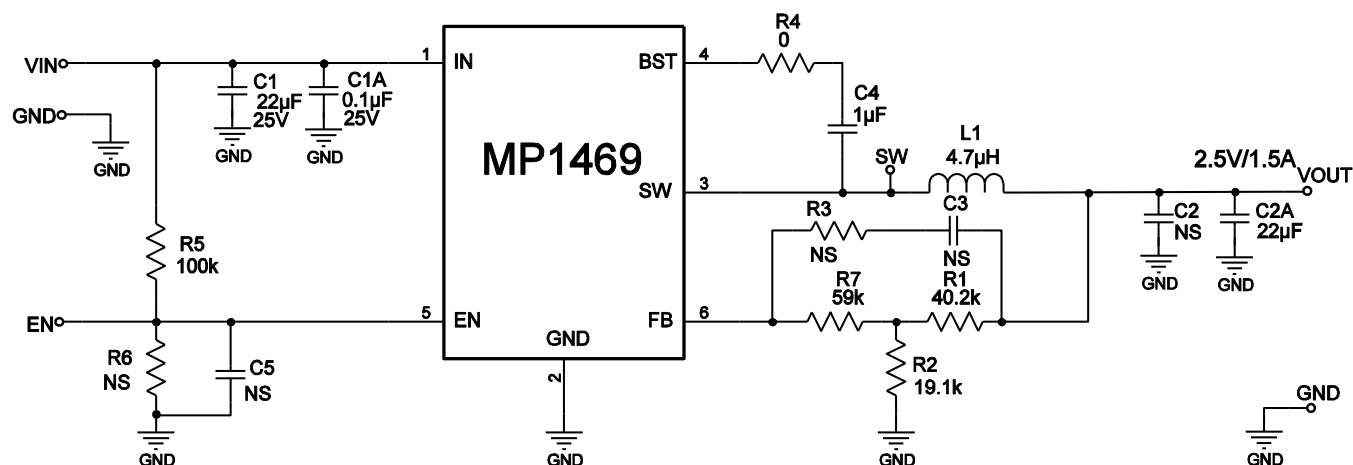 R4
0
VIN
1
IN
BST
4
C1
22µF
25V
C1A
0.1µF
25V
C4
1µF
GND
GND
GND
GND
MP1469
L1
4.7µH
SW
SW
3
2.5V/1.5A
VOUT
R3
NS
C3
NS
C2
NS
C2A
22µF
GND
GND
R5
100k
R7
59k
R1
40.2k
EN
5
EN
FB
6
GND
2
R6
NS
C5
NS
R2
19.1k
GND
GND
GND
GND
GND